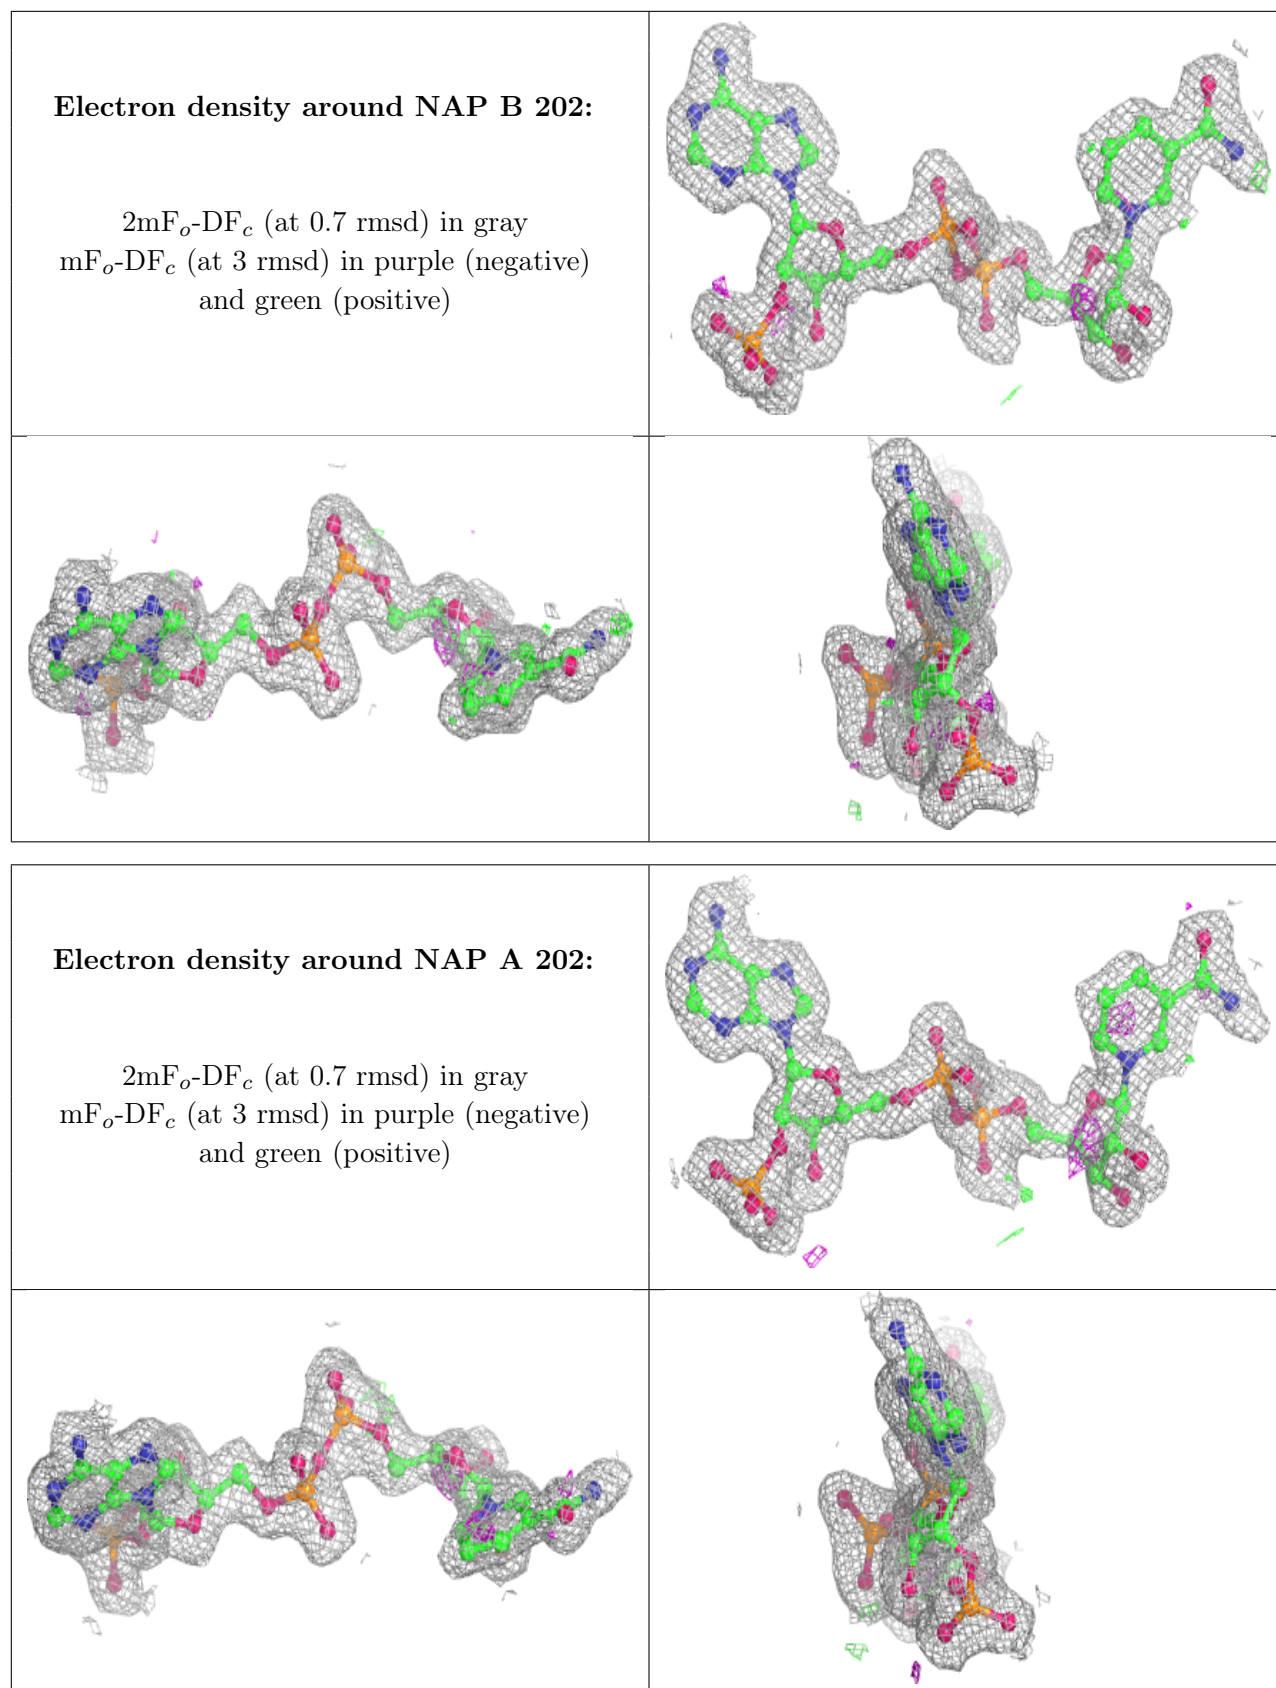 Electron density around NAP B 202:
2mFo-DFc (at 0.7 rmsd) in gray
mFo-DFc (at 3 rmsd) in purple (negative)
and green (positive)
Electron density around NAP A 202:
2mFo-DFc (at 0.7 rmsd) in gray
mFo-DFc (at 3 rmsd) in purple (negative)
and green (positive)